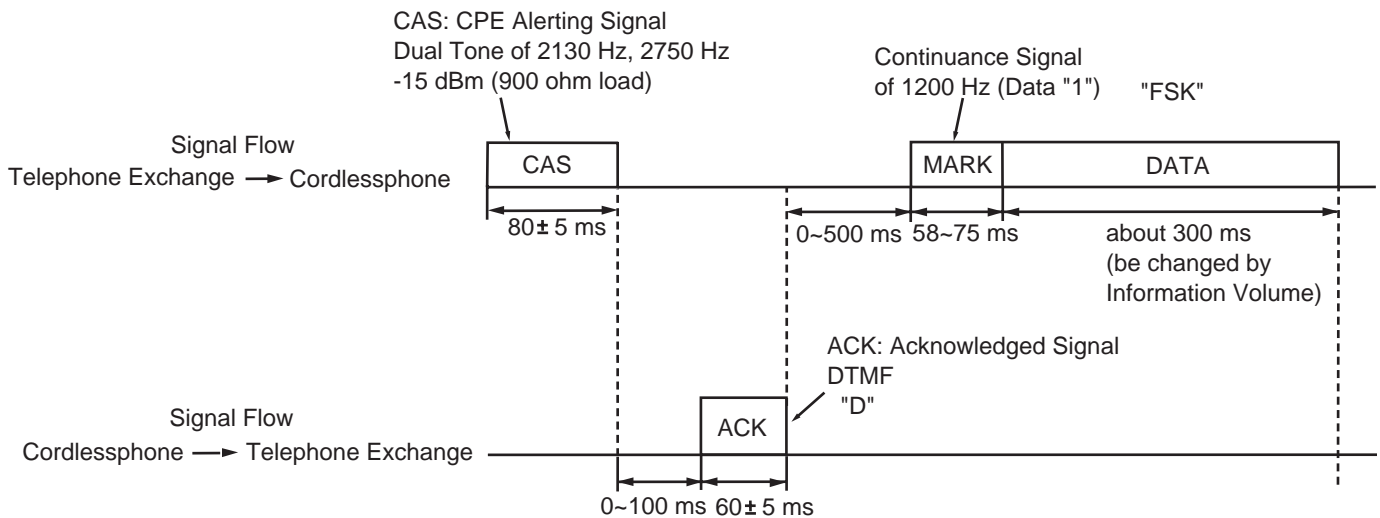 CAS: CPE Alerting Signal
Dual Tone of 2130 Hz, 2750 Hz
-15 dBm (900 ohm load)
Continuance Signal
of 1200 Hz (Data "1")
"FSK"
Signal Flow
Telephone Exchange → Cordlessphone
CAS
MARK
DATA
80± 5 ms
0~500 ms
58~75 ms
about 300 ms
(be changed by
Information Volume)
ACK: Acknowledged Signal
DTMF
"D"
Signal Flow
Cordlessphone → Telephone Exchange
ACK
0~100 ms
60± 5 ms